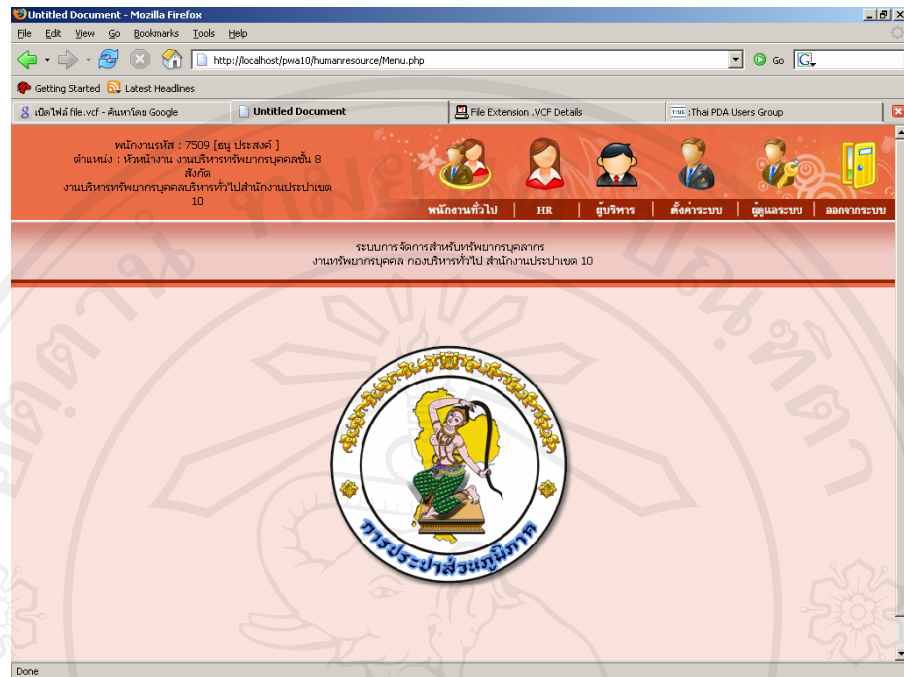 Untitled Document - Mozilla Firefox
File Edit View Go Bookmarks Tools Help
http://localhost/pwa10/humanresource/Menu.php Go
Getting Started Latest Headlines
เปิดไฟล์ file.vcf - ค้นหาโดย Google Untitled Document File Extension .VCF Details TRUE :Thai PDA Users Group
พนักงานรหัส : 7509 [ธนู ประสงค์ ]
ตำแหน่ง : หัวหน้างาน งานบริหารทรัพยากรบุคคลชั้น 8
สังกัด
งานบริหารทรัพยากรบุคคลบริหารทั่วไปสำนักงานประปาเขต
10
พนักงานทั่วไป | HR | ผู้บริหาร | ตั้งค่าระบบ | ผู้ดูแลระบบ | ออกจากระบบ
ระบบการจัดการสำหรับทรัพยากรบุคลากร
งานทรัพยากรบุคคล กองบริหารทั่วไป สำนักงานประปาเขต 10
การประปาส่วนภูมิภาค
Done